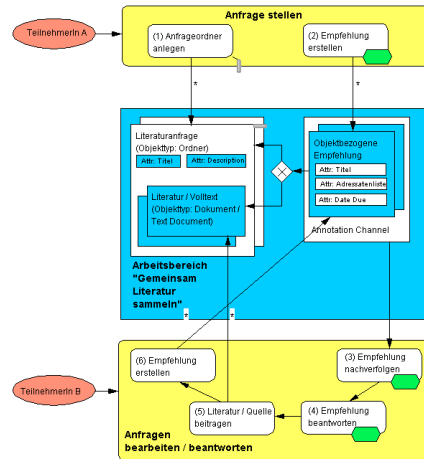 Anfrage stellen
TeilnehmerIn A
(1) Anfrageordner
anlegen
(2) Empfehlung
erstellen
*
*
Literaturanfrage
(Objekttyp: Ordner)
Attr: Titel
Attr: Description
Literatur / Volltext
(Objekttyp: Dokument /
Text Document)
Objektbezogene
Empfehlung
Attr: Titel
Attr: Adressatenliste
Attr: Date Due
Annotation Channel
Arbeitsbereich
"Gemeinsam
Literatur
sammeln"
*
*
(6) Empfehlung
erstellen
(3) Empfehlung
nachverfolgen
TeilnehmerIn B
(5) Literatur / Quelle
beitragen
(4) Empfehlung
beantworten
Anfragen
bearbeiten / beantworten